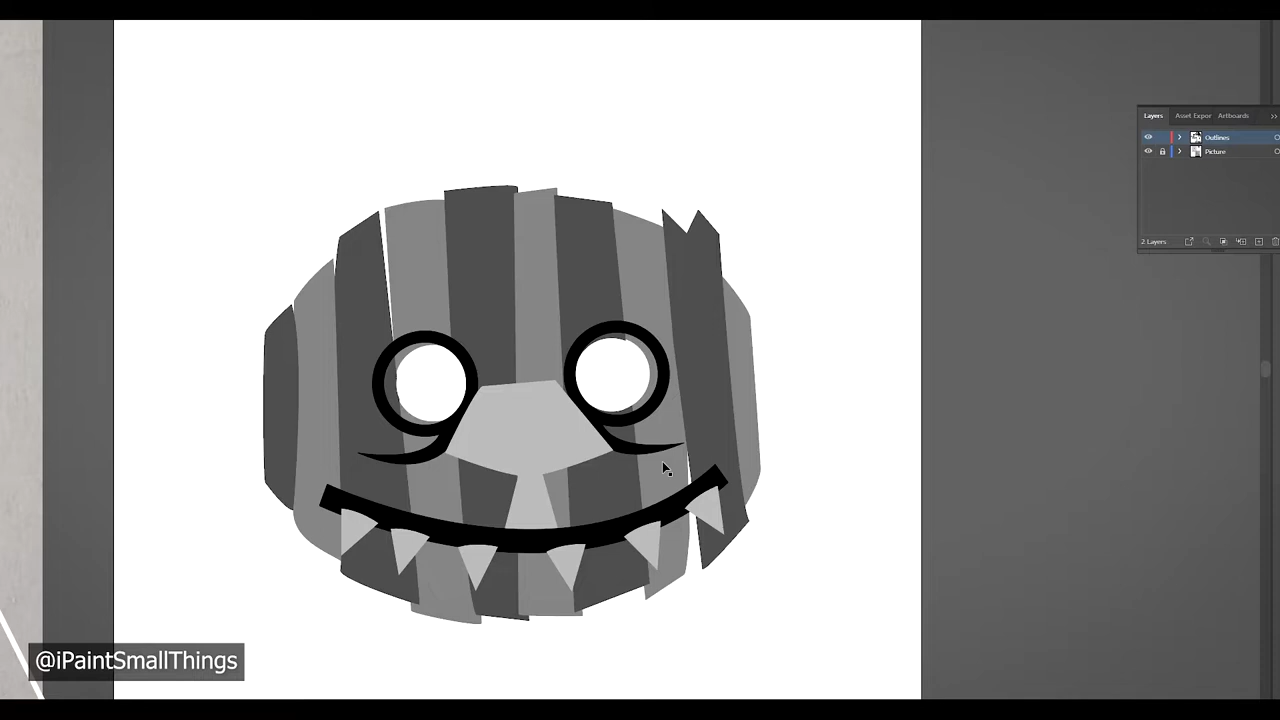 Layers Asset Expor Artboards >>
Outlines
Picture
2 Layers
@iPaintSmallThings